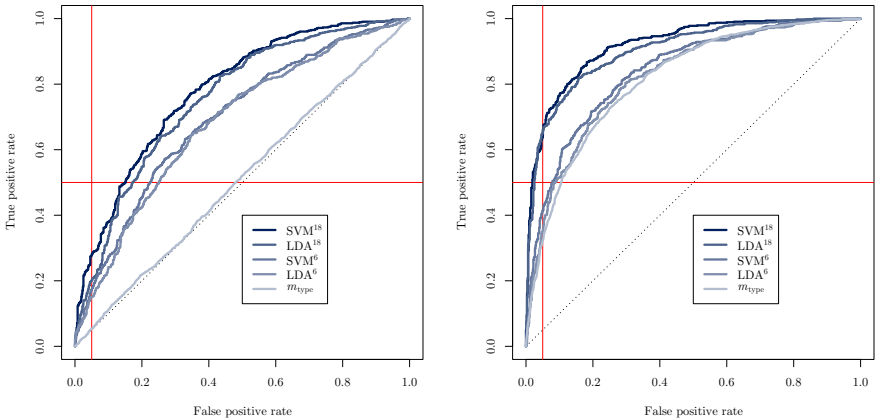 True positive rate
0.0
0.2
0.4
0.6
0.8
1.0
SVM¹⁸
LDA¹⁸
SVM⁶
LDA⁶
m_type
0.0 0.2 0.4 0.6 0.8 1.0
False positive rate
True positive rate
0.0
0.2
0.4
0.6
0.8
1.0
SVM¹⁸
LDA¹⁸
SVM⁶
LDA⁶
m_type
0.0 0.2 0.4 0.6 0.8 1.0
False positive rate